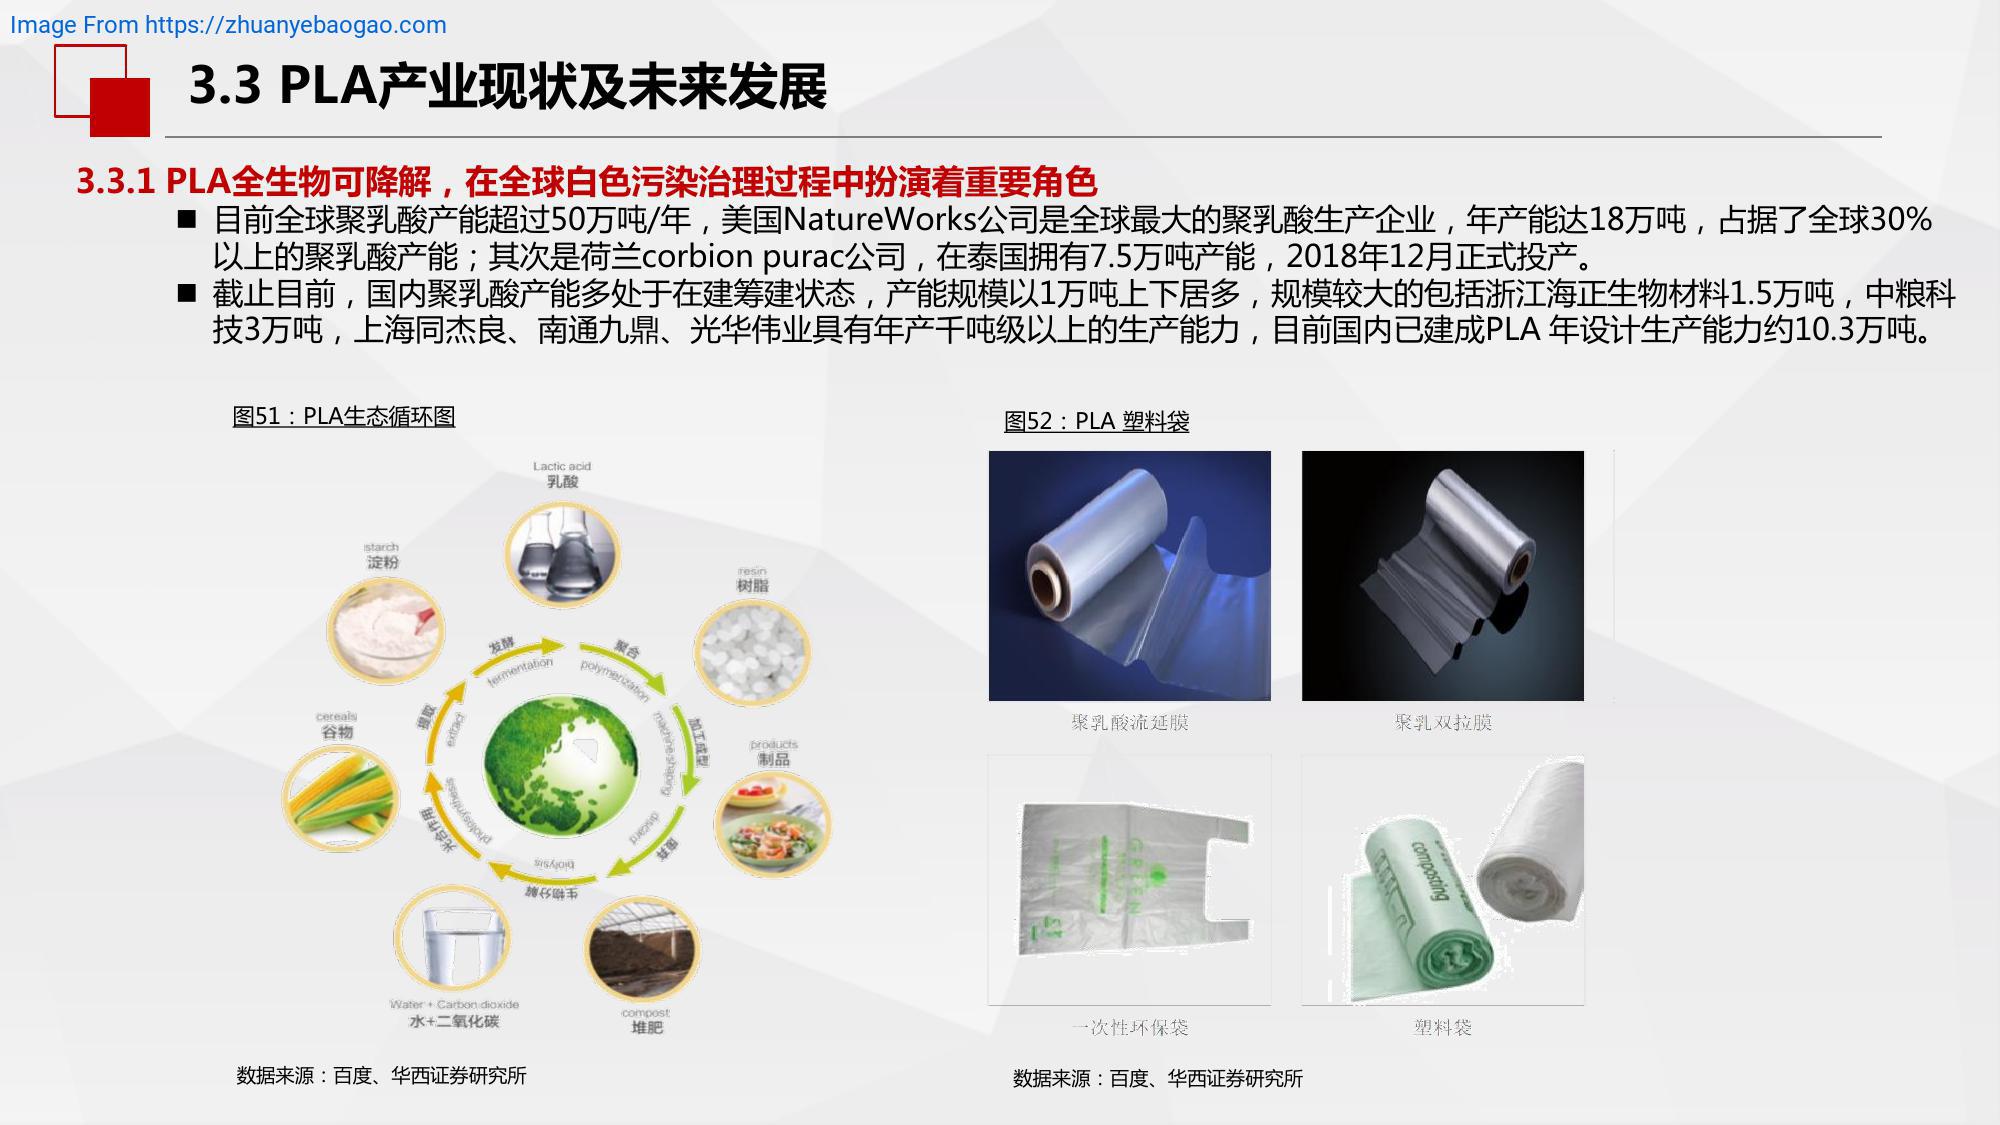 Image From https://zhuanyebaogao.com
3.3 PLA产业现状及未来发展
3.3.1 PLA全生物可降解，在全球白色污染治理过程中扮演着重要角色
■ 目前全球聚乳酸产能超过50万吨/年，美国NatureWorks公司是全球最大的聚乳酸生产企业，年产能达18万吨，占据了全球30%
以上的聚乳酸产能；其次是荷兰corbion purac公司，在泰国拥有7.5万吨产能，2018年12月正式投产。
■ 截止目前，国内聚乳酸产能多处于在建筹建状态，产能规模以1万吨上下居多，规模较大的包括浙江海正生物材料1.5万吨，中粮科
技3万吨，上海同杰良、南通九鼎、光华伟业具有年产千吨级以上的生产能力，目前国内已建成PLA 年设计生产能力约10.3万吨。
图51：PLA生态循环图
Lactic acid
乳酸
starch
淀粉
resin
树脂
发酵
fermentation
聚合
polymerization
提取
extract
加工成型
machine shaping
cereals
谷物
products
制品
光合作用
photosynthesis
废弃
discard
biolysis
生物分解
Water + Carbon dioxide
水+二氧化碳
compost
堆肥
数据来源：百度、华西证券研究所
图52：PLA 塑料袋
聚乳酸流延膜
聚乳双拉膜
GREEN
composting
一次性环保袋
塑料袋
数据来源：百度、华西证券研究所